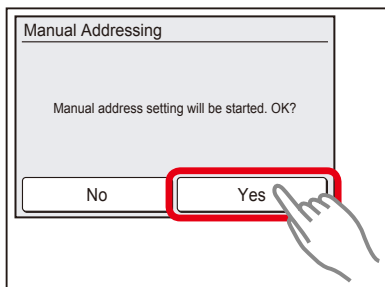 Manual Addressing
Manual address setting will be started. OK?
No
Yes